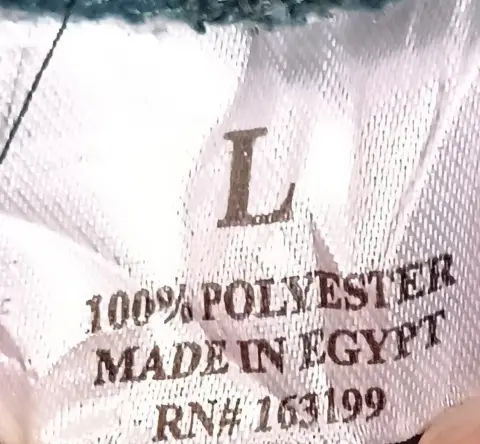 L
100% POLYESTER
MADE IN EGYPT
RN# 163199